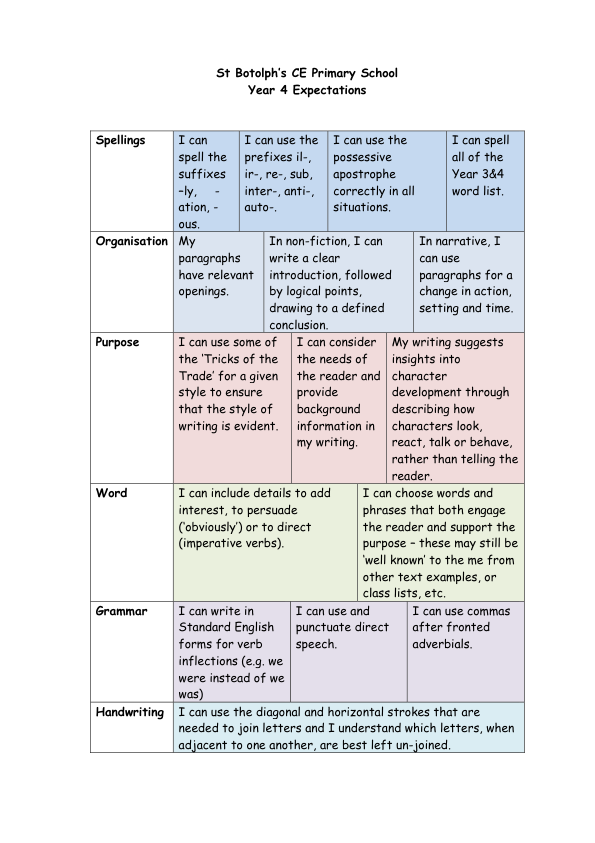 St Botolph's CE Primary School
Year 4 Expectations
Spellings
I can
spell the
suffixes
–ly, -
ation, -
ous.
I can use the
prefixes il-,
ir-, re-, sub,
inter-, anti-,
auto-.
I can use the
possessive
apostrophe
correctly in all
situations.
I can spell
all of the
Year 3&4
word list.
Organisation
My
paragraphs
have relevant
openings.
In non-fiction, I can
write a clear
introduction, followed
by logical points,
drawing to a defined
conclusion.
In narrative, I
can use
paragraphs for a
change in action,
setting and time.
Purpose
I can use some of
the 'Tricks of the
Trade' for a given
style to ensure
that the style of
writing is evident.
I can consider
the needs of
the reader and
provide
background
information in
my writing.
My writing suggests
insights into
character
development through
describing how
characters look,
react, talk or behave,
rather than telling the
reader.
Word
I can include details to add
interest, to persuade
('obviously') or to direct
(imperative verbs).
I can choose words and
phrases that both engage
the reader and support the
purpose – these may still be
'well known' to the me from
other text examples, or
class lists, etc.
Grammar
I can write in
Standard English
forms for verb
inflections (e.g. we
were instead of we
was)
I can use and
punctuate direct
speech.
I can use commas
after fronted
adverbials.
Handwriting
I can use the diagonal and horizontal strokes that are
needed to join letters and I understand which letters, when
adjacent to one another, are best left un-joined.